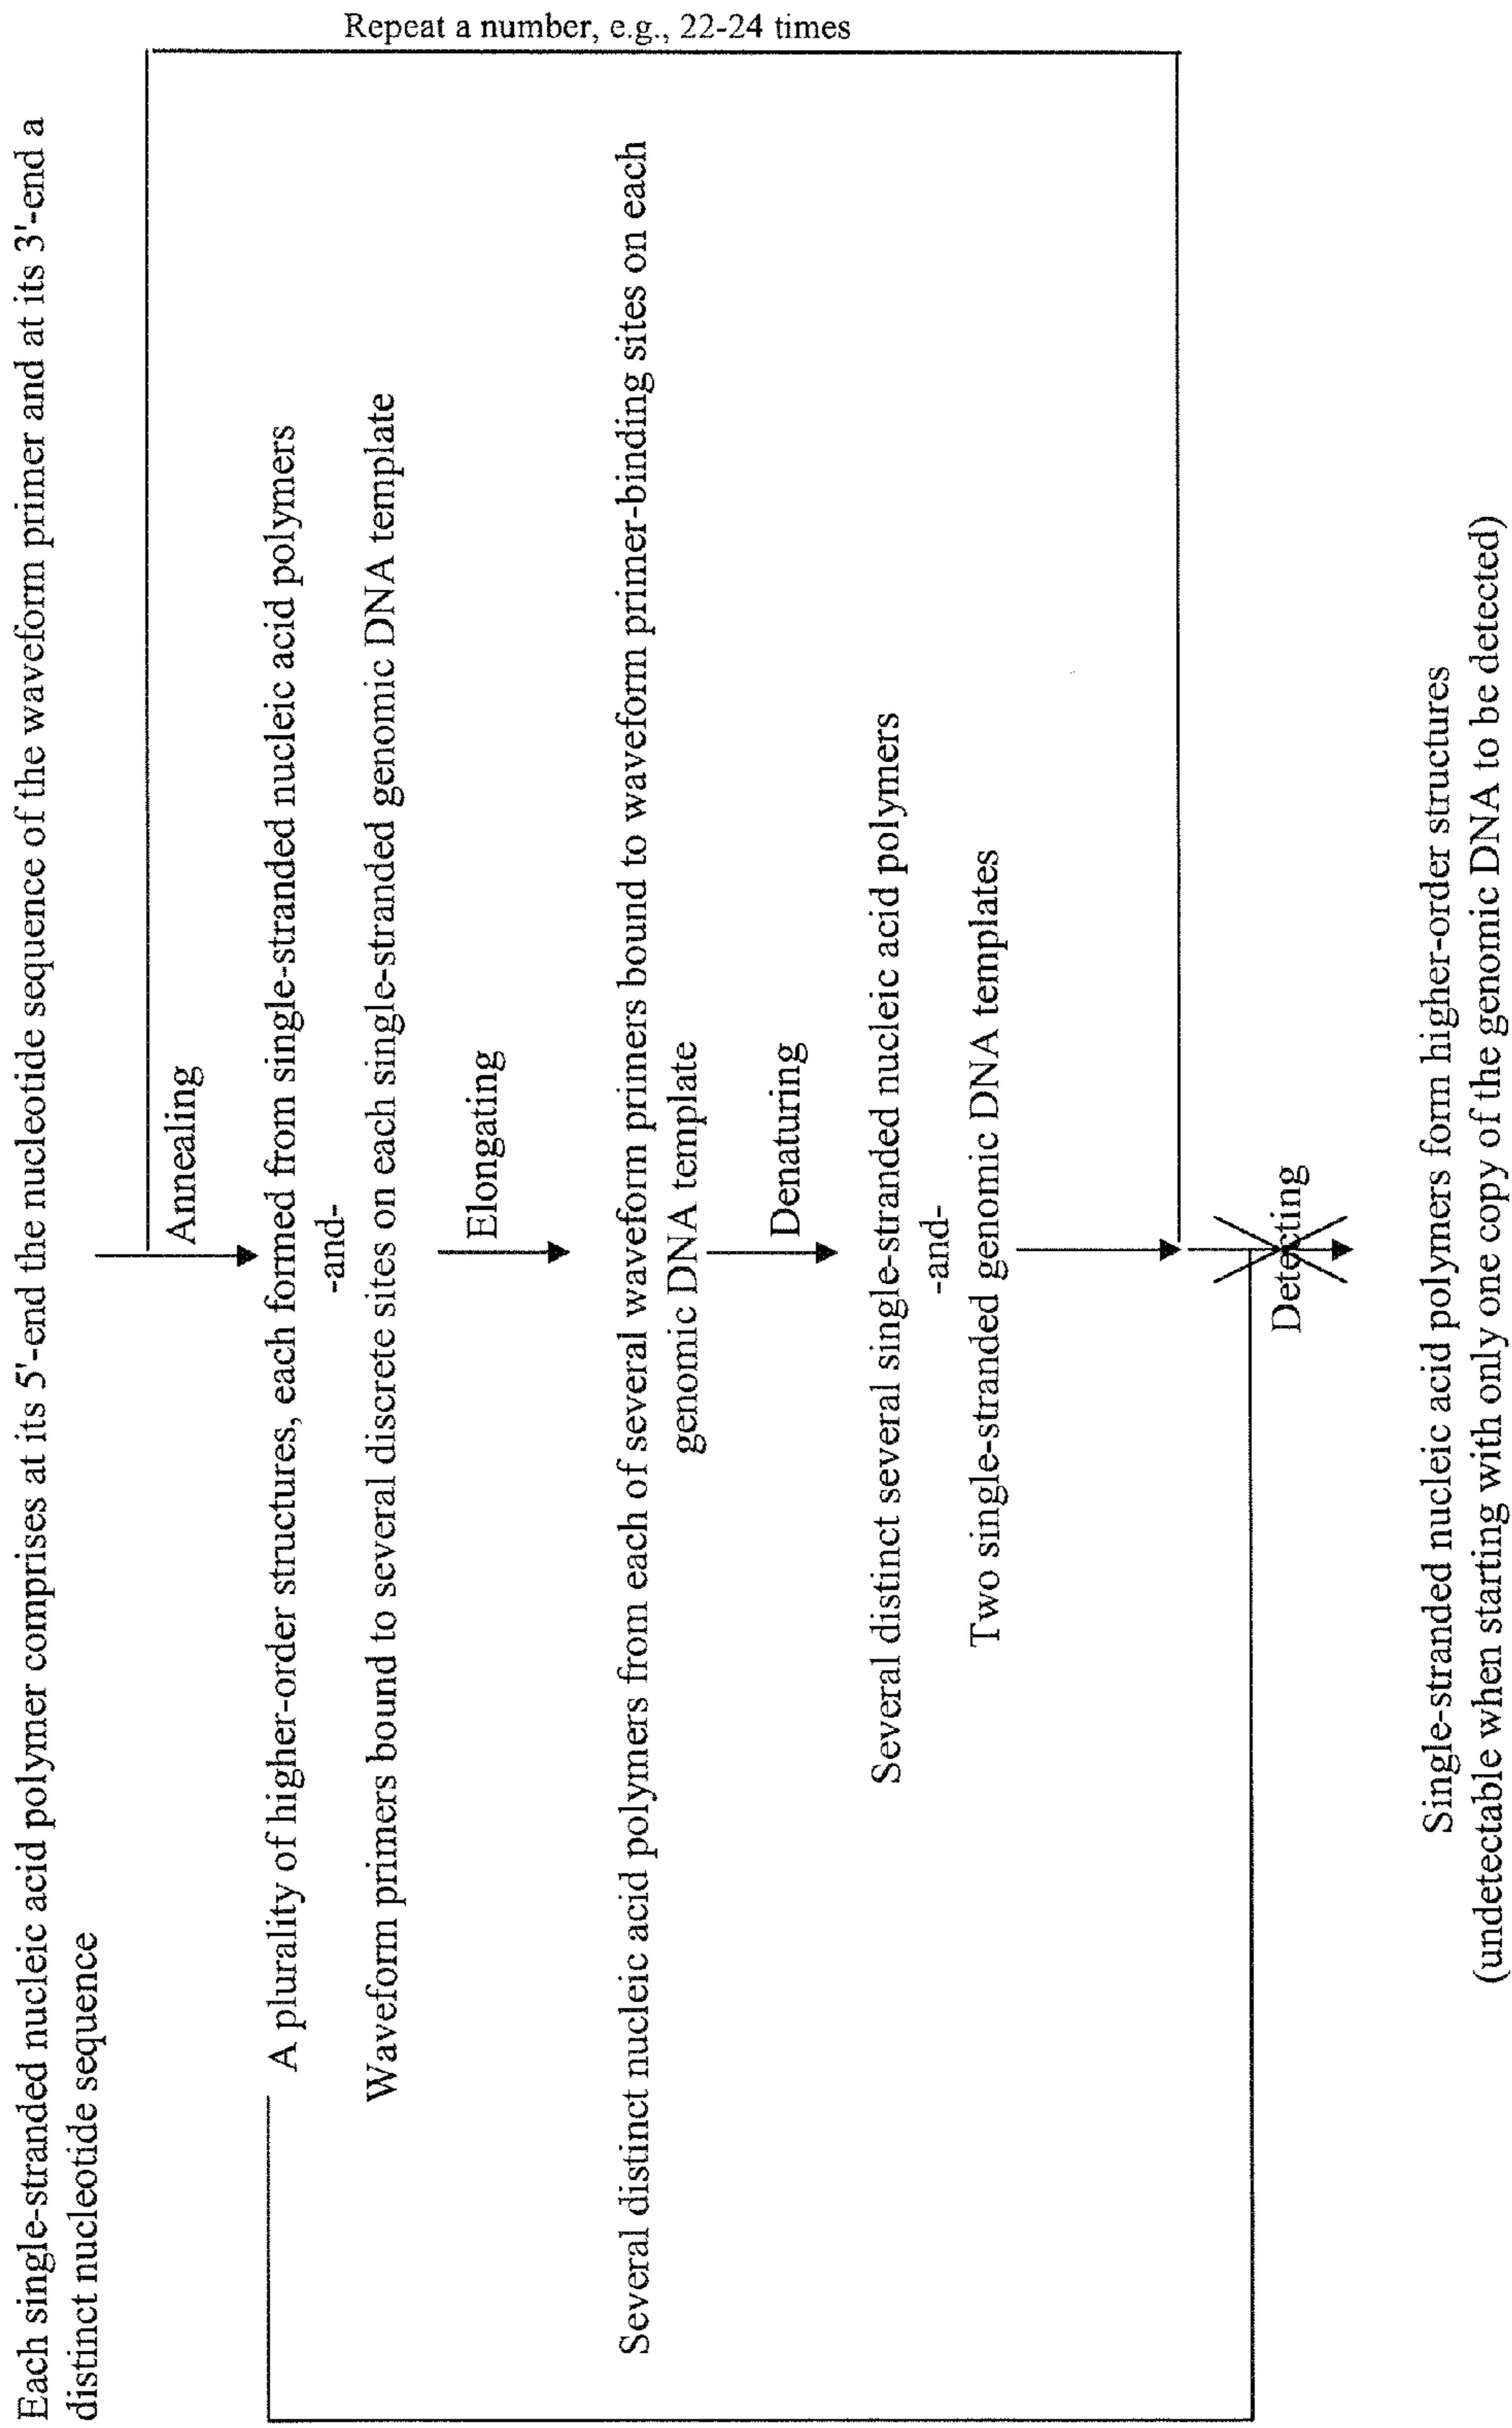 Each single-stranded nucleic acid polymer comprises at its 5'-end the nucleotide sequence of the waveform primer and at its 3'-end a
distinct nucleotide sequence
Repeat a number, e.g., 22-24 times
Annealing
A plurality of higher-order structures, each formed from single-stranded nucleic acid polymers
-and-
Waveform primers bound to several discrete sites on each single-stranded genomic DNA template
Elongating
Several distinct nucleic acid polymers from each of several waveform primers bound to waveform primer-binding sites on each
genomic DNA template
Denaturing
Several distinct several single-stranded nucleic acid polymers
-and-
Two single-stranded genomic DNA templates
Detecting
Single-stranded nucleic acid polymers form higher-order structures
(undetectable when starting with only one copy of the genomic DNA to be detected)